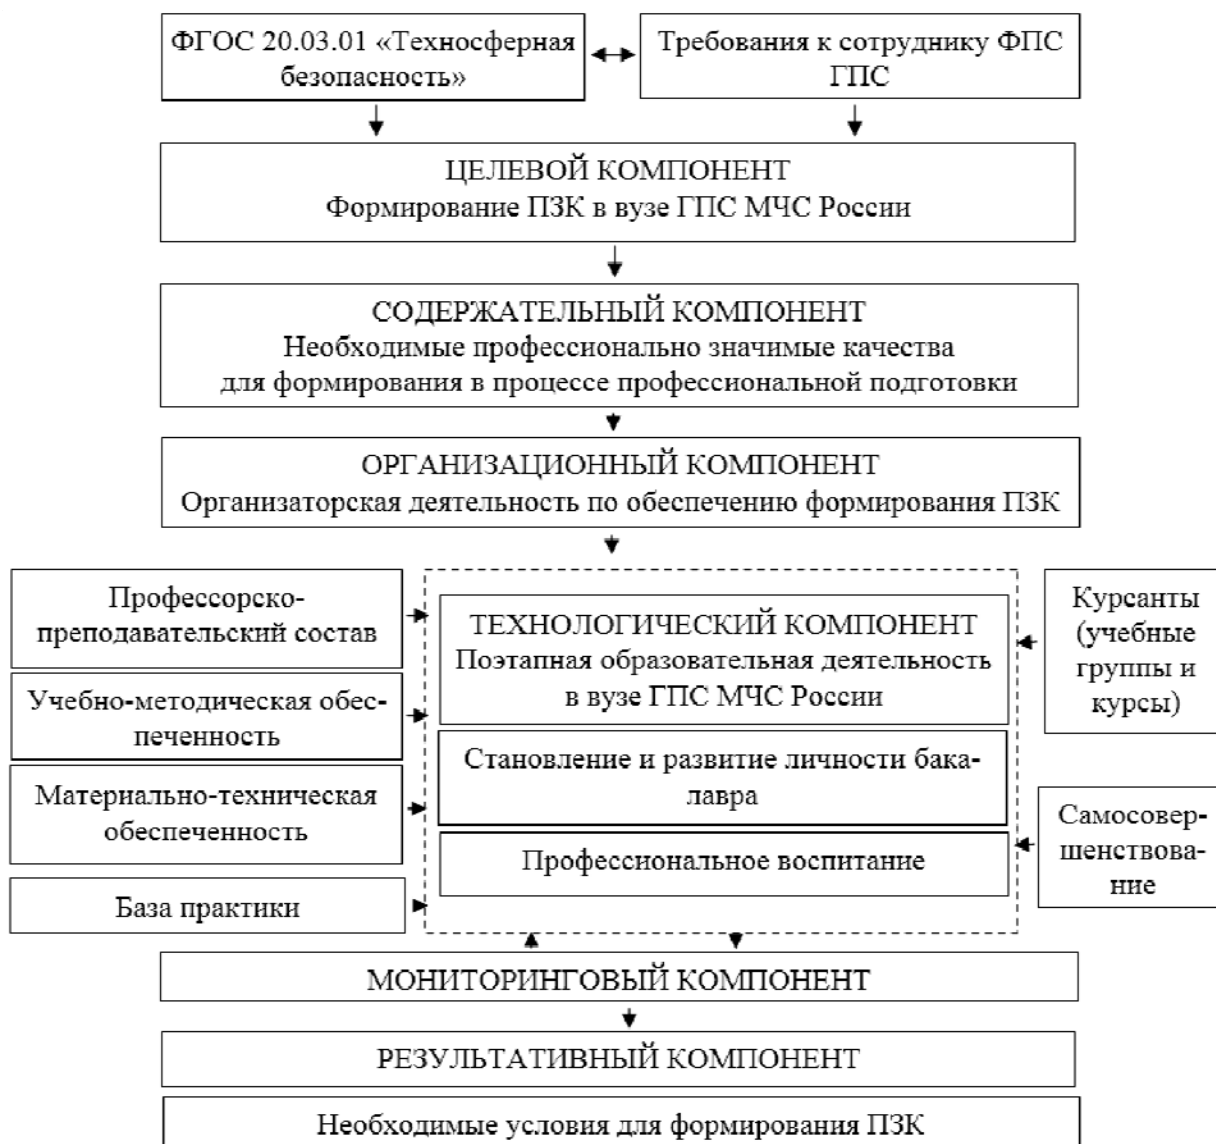 ФГОС 20.03.01 «Техносферная
безопасность»
Требования к сотруднику ФПС
ГПС
ЦЕЛЕВОЙ КОМПОНЕНТ
Формирование ПЗК в вузе ГПС МЧС России
СОДЕРЖАТЕЛЬНЫЙ КОМПОНЕНТ
Необходимые профессионально значимые качества
для формирования в процессе профессиональной подготовки
ОРГАНИЗАЦИОННЫЙ КОМПОНЕНТ
Организаторская деятельность по обеспечению формирования ПЗК
Профессорско-
преподавательский состав
Учебно-методическая обес-
печенность
Материально-техническая
обеспеченность
База практики
ТЕХНОЛОГИЧЕСКИЙ КОМПОНЕНТ
Поэтапная образовательная деятельность
в вузе ГПС МЧС России
Становление и развитие личности бака-
лавра
Профессиональное воспитание
Курсанты
(учебные
группы и
курсы)
Самосовер-
шенствова-
ние
МОНИТОРИНГОВЫЙ КОМПОНЕНТ
РЕЗУЛЬТАТИВНЫЙ КОМПОНЕНТ
Необходимые условия для формирования ПЗК